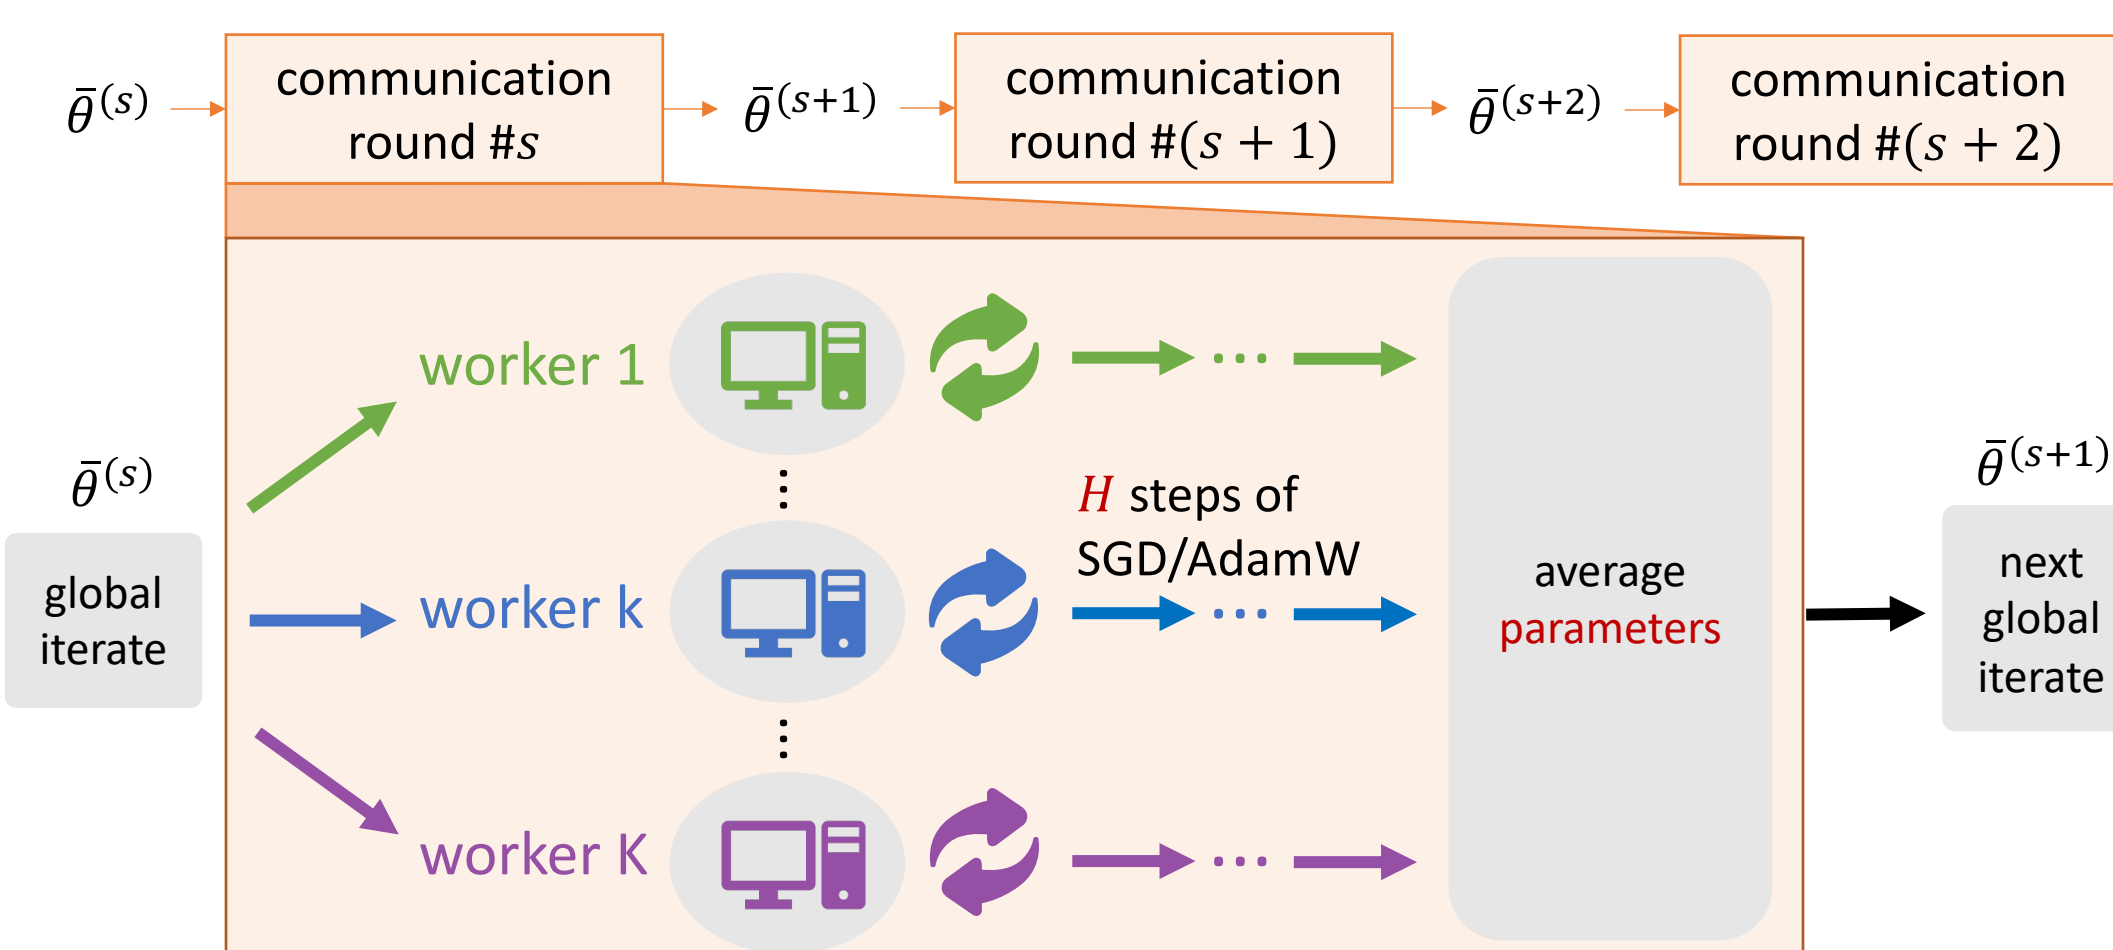 θ̄⁽ˢ⁾
communication
round #s
θ̄⁽ˢ⁺¹⁾
communication
round #(s + 1)
θ̄⁽ˢ⁺²⁾
communication
round #(s + 2)
worker 1
θ̄⁽ˢ⁾
global
iterate
worker k
H steps of
SGD/AdamW
worker K
average
parameters
θ̄⁽ˢ⁺¹⁾
next
global
iterate